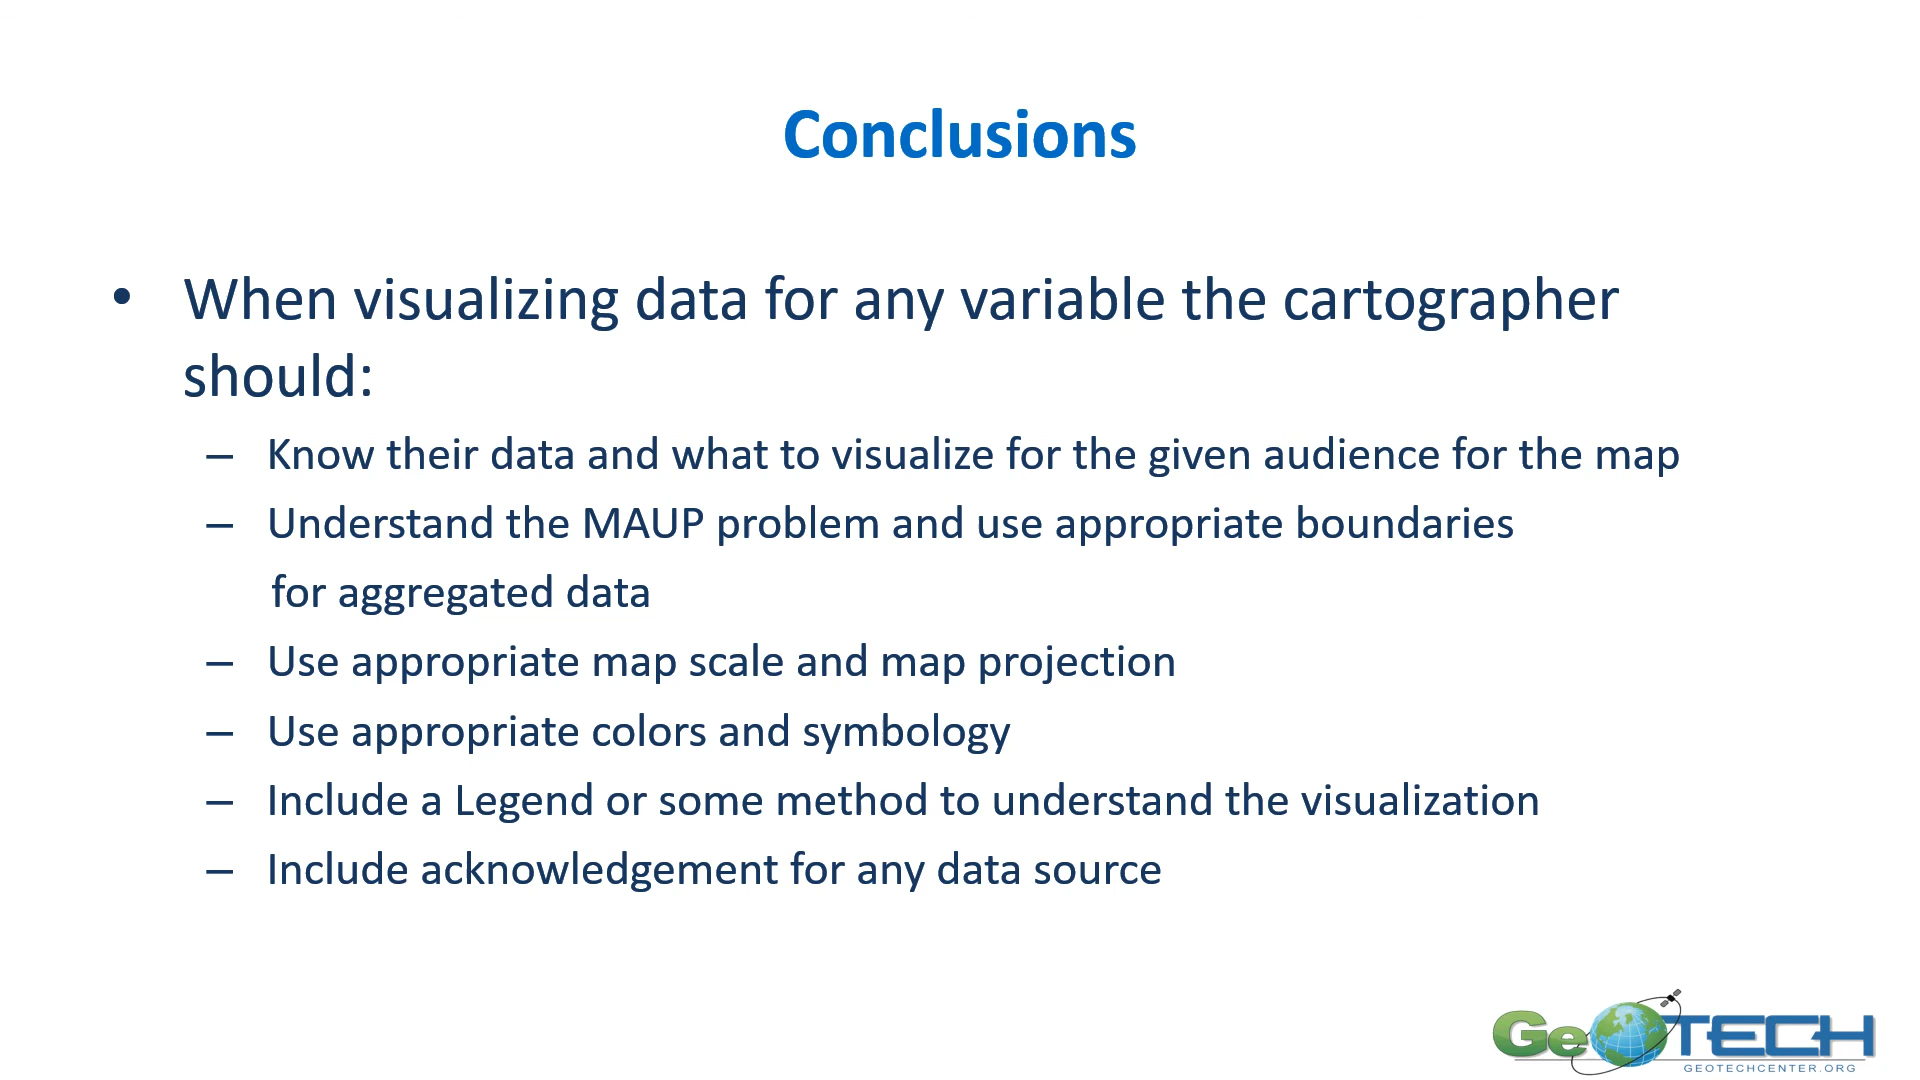 Conclusions
• When visualizing data for any variable the cartographer
should:
– Know their data and what to visualize for the given audience for the map
– Understand the MAUP problem and use appropriate boundaries
for aggregated data
– Use appropriate map scale and map projection
– Use appropriate colors and symbology
– Include a Legend or some method to understand the visualization
– Include acknowledgement for any data source
GeoTECH
GEOTECHCENTER.ORG